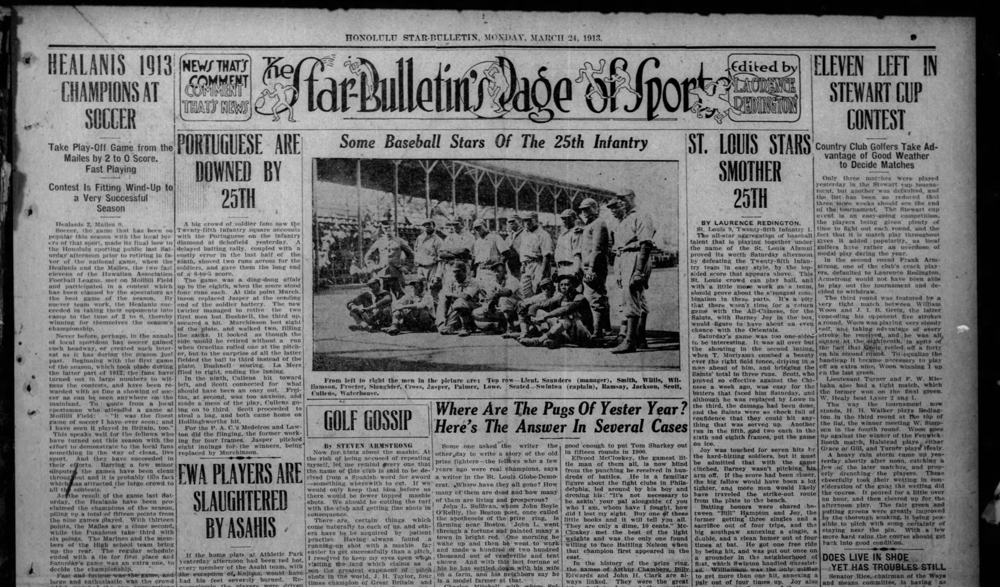 HONOLULU STAR-BULLETIN, MONDAY, MARCH 24, 1913.
9
NEWS THAT'S
COMMENT
COMMENT
THAT'S NEWS
The Star-Bulletin's Page of Sports
Edited by
LAURENCE
REDINGTON
HEALANIS 1913
CHAMPIONS AT
SOCCER
Take Play-Off Game from the
Mailes by 2 to 0 Score.
Fast Playing
Contest Is Fitting Wind-Up to
a Very Successful
Season
Healanis 2, Mailes 0.
Soccer, the game that has been so
popular this season with the local lov-
ers of that sport, made its final bow to
the Honolulu sporting public last Sat-
urday afternoon prior to retiring in fa-
vor of the national game, when the
Healanis and the Mailes, the two fast
elevens of the Hawaiian Association
Football League, met on Moiliili Field
and participated in a contest which
has been classed by the spectators as
the best game of the season. By
suever team work, the Healanis suc-
ceeded in taking their opponents into
camp to the tune of 2 to 0, thereby
winning for themselves the season's
championship.
Never before, perhaps, in the annals
of local sportdom has soccer gained
such headway, or created such inter-
est as it has during the season just
past. Beginning with the first game
of the season, which took place during
the latter part of 1912, the fans have
turned out in large numbers to wit-
ness the contests, and have been re-
warded with as fine a showing of soc-
cer as can be seen anywhere on the
mainland. To quote from a local
sportsman who attended a game at
Moiliili Field: "It was the finest
game of soccer I have ever seen; and
I have seen it played in Britain, too."
This speaks well for the fellows who
have turned out this season with the
effort to demonstrate to the local fans
something in the way of clean, live
sport. And they have succeeded in
their efforts. Barring a few minor
disputes the games have been clean
throughout and it is probably this fact
which has attracted the large crowd to
all the contests.
As the result of the game last Sat-
urday, the Healanis have been pro-
claimed the champions of the season,
piling up a total of fifteen points from
the nine games played. With thirteen
points, the Mailes are a close second,
while the Punahous take third with
six points. The Marines and the mem-
bers of the High school team bring
up the rear. The regular schedule
ended with a tie for first place and
Saturday's game was an extra one, to
decide the championship.
Fast and furious was the game, and
large and enthusiastic was the crowd
PORTUGUESE ARE
DOWNED BY
25TH
A big crowd of soldier fans saw the
Twenty-fifth Infantry square accounts
with the Portuguese on the infantry
diamond at Schofield yesterday. A
delayed batting rally, coupled with a
costly error in the last half of the
ninth, shoved two runs across for the
soldiers, and gave them the long end
of a 6-to-5 score.
The game was a ding-dong affair
up to the eighth, when the score stood
four runs each. At this point Murch-
inson replaced Jasper at the sending
end of the soldier battery. The new
twirler managed to retire the two
first men but Bushnell, the third up,
secured a hit. Murchinson lost sight
of the plate, and walked two, filling
the sacks. It looked as though the
side would be retired without a run
when Ornellas rolled one at the pitch-
er, but to the surprise of all the latter
fielded the ball to third instead of the
plate, Bushnell scoring. La Mere
flied to right, ending the inning.
In the ninth, Cullens hit toward
left, and Scott connected for what
should have been an easy out. Frei-
tas, at second, was too anxious, and
made a mess of the play, Cullens go-
ing on to third. Scott proceeded to
steal a bag, and both came home on
Hollingsworths hit.
For the P. A. C.'s Medeiros and Law-
ton did the flinging, the former work-
ing for four frames. Jasper pitched
eight innings for the winners, being
replaced by Murchinson.
EWA PLAYERS ARE
SLAUGHTERED
BY ASAHIS
If the home plate at Athletic Park
yesterday afternoon had been red hot,
every member of the Asahi team, with
the exception of Kojima, would have
had his feet severely burned. Re-
Some Baseball Stars Of The 25th Infantry
From left to right the men in the picture are: Top row—Lieut. Saunders (manager), Smith, Willis, Wil-
liamson, Proctor, Slaughter, Cross, Jasper, Palmer, Lowe. Seated—Swinton (captain), Ramsay, Jackson, Scott,
Cullens, Waterhouse.
GOLF GOSSIP
By STEVEN ARMSTRONG
Now for hints about the mashie. At
the risk of being accused of repeating
myself, let me remind every one that
the name of this club is said to be de-
rived from a Spanish word for sword
—something wherewith to cut. If we
would only keep that idea before us
there would be fewer topped mashie
shots. We should be cutting the turf
with the club and getting fine shots in
consequence.
There are certain things which
come naturally to each of us, and oth-
ers have to be acquired by patient
practise. Having always found a
running-up shot with a mashie far
easier to get successfully than a pitch,
I resolved to keep my eyes open when
visiting the land which claims as a
son the greatest exponent of pitch
shots in the world, J. H. Taylor, four
times champion of Great Britain and
Where Are The Pugs Of Yester Year?
Here's The Answer In Several Cases
Some one asked the writer the
other day to write a story of the old
prize fighters—the fellows who a few
years ago were real champions, says
a writer in the St. Louis Globe-Demo-
crat. Where have they all gone? How
many of them are dead and how many
of them are living and prosperous?
John L. Sullivan, whom John Boyle
O'Reilly, the Boston poet, once called
the apotheosis of the prize ring, is
farming near Boston. John L. went
through a fortune and painted many a
town in bright red. One morning he
wake up and then he went to work
and made a hundred or two hundred
thousand out of vaudeville and tent
shows. And with this last fortune of
his he has settled down with his wife
on a farm, and his neighbors say he
is a model farmer at that.
Charley Mitchell, with whom Sul-
good enough to put Tom Sharkey out
in fifteen rounds in 1900.
Elwood McCloskey, the gamest lit-
tle man of them all, is now blind
from the punching he received in hun-
dreds of battles. He is a familiar
figure about the fight clubs in Phila-
delphia, led around by his boy and
droning his: "It's not necessary to
be askin' your pal alongside of you
who I am, whom have I fought, how
did I lost my sight. Buy one of these
little books and it will tell you all.
They are only a dime, 10 cents." Mc-
Closkey met the best of the light
weights and was the only one found
willing to face Battling Nelson when
that champion first appeared in the
east.
In the history of the prize ring,
the names of Arthur Chambers, Billy
Edwards and John H. Clark are al-
ways linked. They were the great
ST. LOUIS STARS
SMOTHER
25TH
BY LAURENCE REDINGTON.
St. Louis 9, Twenty-fifth Infantry 1.
The all-star aggregation of baseball
talent that is playing together under
the name of the St. Louis Alumni
proved its worth Saturday afternoon
by defeating the Twenty-fifth Infan-
try team in easy style, by the lop-
sided score that appears above. This
St. Louis crowd can play ball, and
with a little more work as a team,
should prove about the strongest com-
bination in these parts. It's a pity
that there wasn't time for a return
game with the All-Chinese, for the
Saints, with Barney Joy in the box,
would figure to have about an even
chance with the Orientals.
Saturday's game was too one-sided
to be interesting. It was all over but
the shouting in the second inning,
when T. Moriyama combed a beauty
over the right field fence, driving in a
man ahead of him, and bringing the
Saints' total to three runs. Scott, who
proved so effective against the Chi-
nese a week ago, was easy for the
batters that faced him Saturday, and
although he was replaced by Lowe in
the third, the damage had been done,
and the Saints were so chock full of
confidence that they could hit any-
thing that was served up. Another
run in the fifth, and two each in the
sixth and eighth frames, put the game
on ice.
Joy was touched for seven hits by
the hard-hitting soldiers, but it must
be admitted that with the game
cinched, Barney wasn't pitching his
arm off. If the score had been closer,
the big fellow would have been a lot
tighter, and more men would likely
have traveled the strike-out route
from the plate to the bench.
Batting honors were shared be-
tween "Bill" Hampton and Joy, the
former getting three singles and a
sacrifice out of four trips, and the
big southpaw annexing a single, a
double, and a clean homer out of four
times at bat. He got one free ride
by being hit, and was put out once on
a grounder in the neighborhood of
first, which Swinton handled unassist-
ed. Williamson was the only soldier
to get more than one hit, annexing a
pair out of four times up. Joy also
ELEVEN LEFT IN
STEWART CUP
CONTEST
Country Club Golfers Take Ad-
vantage of Good Weather
to Decide Matches
Only three matches were played
yesterday in the Stewart cup tourna-
ment, but another was defaulted, and
the list has been so reduced that
three more weeks should see the end
of the tournament. The Stewart cup
event is an easy-going competition,
the players being given plenty of
time to fight out each round, and the
fact that it is match play throughout
gives it added popularity, as local
golfers have rather an overdose of
medal play during the year.
In the second round Frank Arm-
strong, one of the club's crack play-
ers, defaulted to Laurence Redington.
Armstrong would not have been able
to play out the tournament and de-
cided to withdraw.
The third round was featured by a
very tight match between William
Woon and J. I. B. Greig, the latter
conceding his opponent five strokes
a round. Woon was playing very steady
golf, and taking advantage of every
stroke he received, and he was all
square at the eighteenth, in spite of
the fact that Greig reeled off a forty
on his second round. To equalize the
handicap it became necessary to play
off an extra nine, Woon winning 1 up
on the last green.
Lieutenant Turner and F. W. Kle-
bahn also had a tight match, which
the former won on the final green.
W. Healy beat Lyser 2 and 1.
The way the tournament now
stands, H. H. Walker plays Reding-
ton in the third round at the top of
the list, the winner meeting W. Simp-
son in the fourth round. Woon goes
up against the winner of the Fenwick-
Booth match, Halstead plays either
Grace or Gill, and Turner plays Healy.
A heavy rain storm came up yes-
terday shortly after noon, catching a
few of the later matches, and prop-
erly drenching the players. These
cheerfully took their wetting in con-
sideration of the good the wetting did
the course. It poured for a little over
an hour, and then cleared up for the
afternoon play. The fair green and
putting greens were greatly improved
by the thorough soaking, it being pos-
sible to pitch with some certainty of
staying near the pin. With a few
more hard rains the course should get
back into good condition.
DOES LIVE IN SHOE
YET HAS TROUBLES STILL
Senator Rice, chairman of the Ways
and means committee, is having as